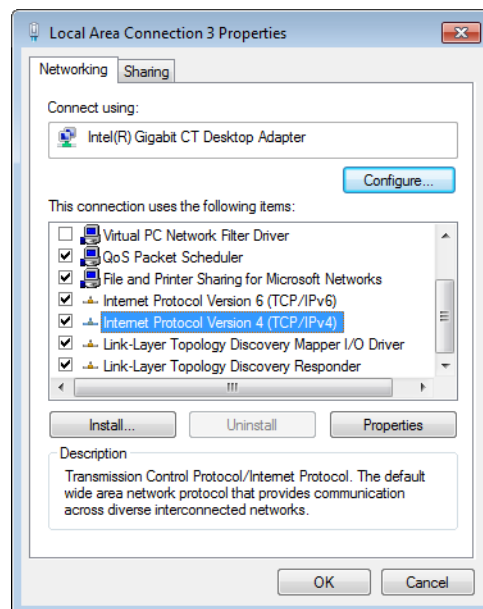 Local Area Connection 3 Properties
Networking
Sharing
Connect using:
Intel(R) Gigabit CT Desktop Adapter
Configure...
This connection uses the following items:
Virtual PC Network Filter Driver
QoS Packet Scheduler
File and Printer Sharing for Microsoft Networks
Internet Protocol Version 6 (TCP/IPv6)
Internet Protocol Version 4 (TCP/IPv4)
Link-Layer Topology Discovery Mapper I/O Driver
Link-Layer Topology Discovery Responder
Install...
Uninstall
Properties
Description
Transmission Control Protocol/Internet Protocol. The default
wide area network protocol that provides communication
across diverse interconnected networks.
OK
Cancel